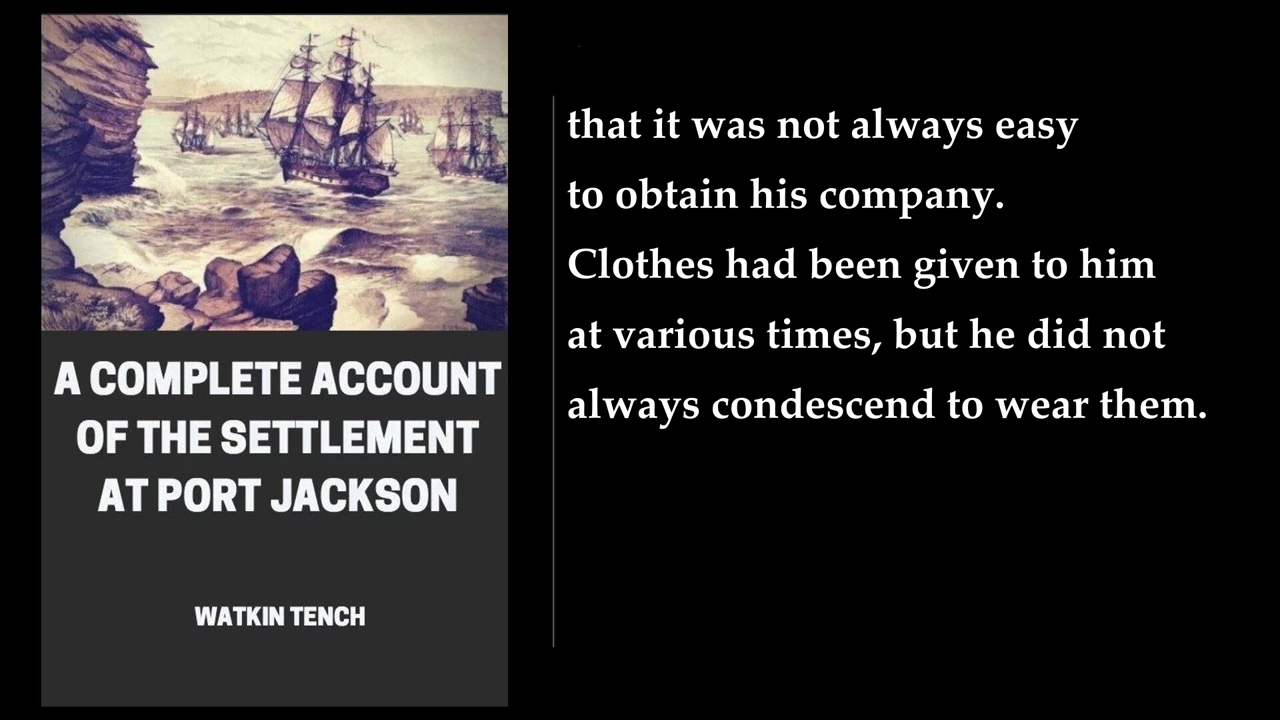 A COMPLETE ACCOUNT
OF THE SETTLEMENT
AT PORT JACKSON
WATKIN TENCH
that it was not always easy
to obtain his company.
Clothes had been given to him
at various times, but he did not
always condescend to wear them.